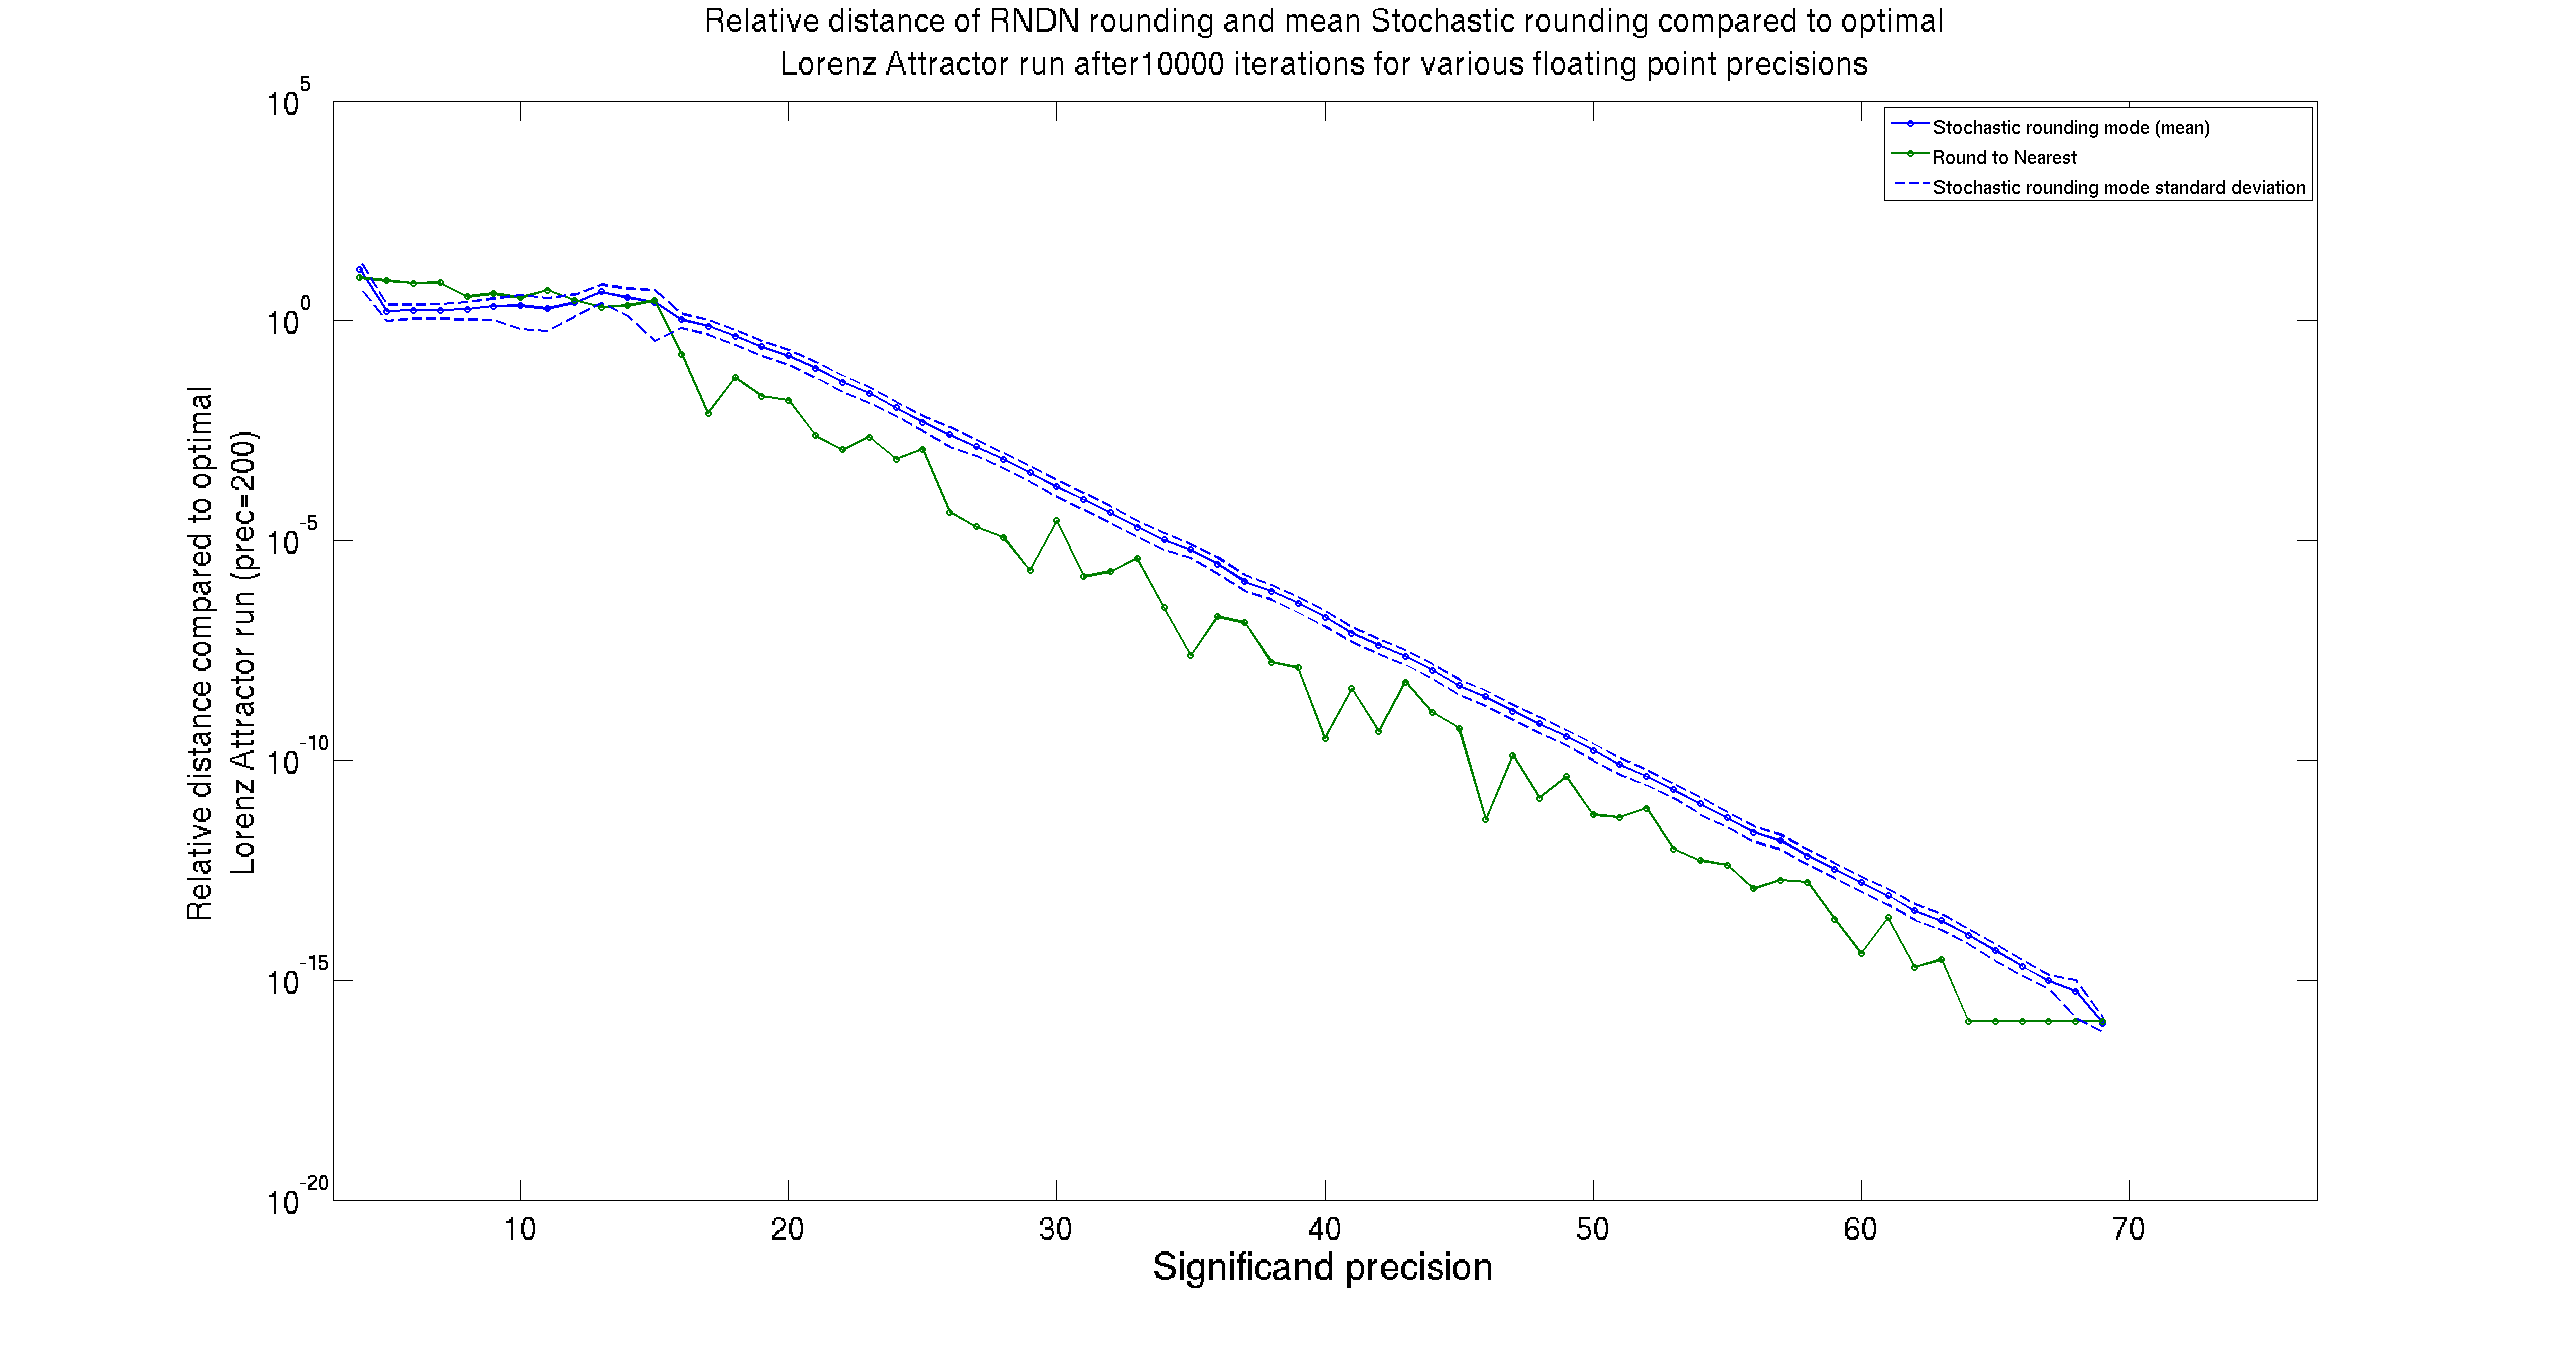 Relative distance of RNDN rounding and mean Stochastic rounding compared to optimal
Lorenz Attractor run after10000 iterations for various floating point precisions
Stochastic rounding mode (mean)
Round to Nearest
Stochastic rounding mode standard deviation
Relative distance compared to optimal
Lorenz Attractor run (prec=200)
10^5
10^0
10^-5
10^-10
10^-15
10^-20
10 20 30 40 50 60 70
Significand precision